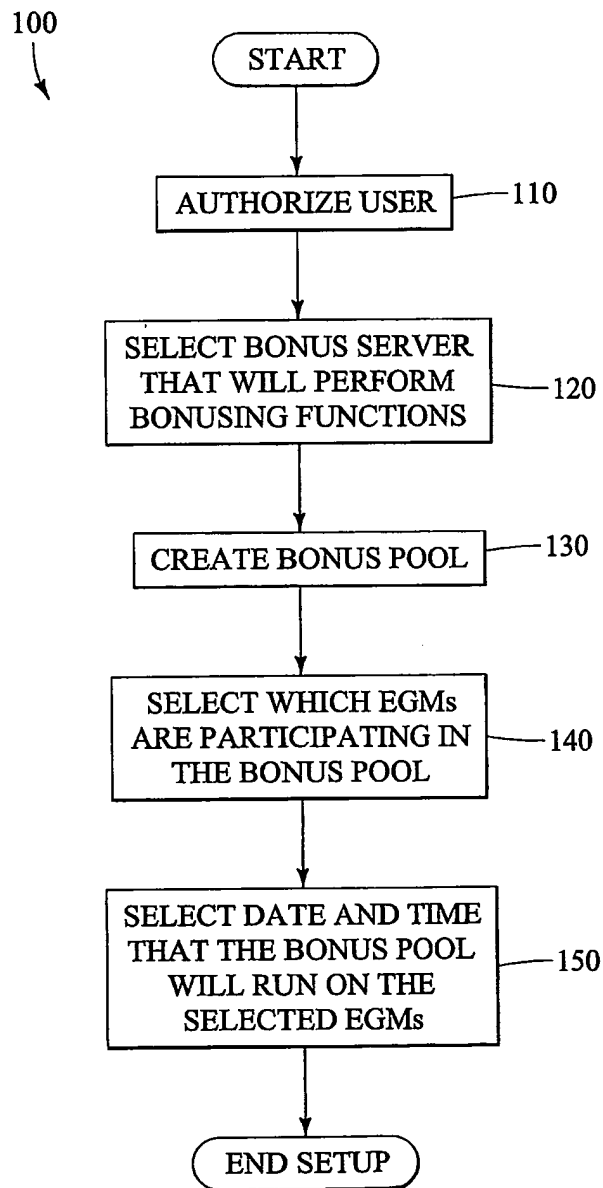 100
START
AUTHORIZE USER
110
SELECT BONUS SERVER
THAT WILL PERFORM
BONUSING FUNCTIONS
120
CREATE BONUS POOL
130
SELECT WHICH EGMs
ARE PARTICIPATING IN
THE BONUS POOL
140
SELECT DATE AND TIME
THAT THE BONUS POOL
WILL RUN ON THE
SELECTED EGMs
150
END SETUP